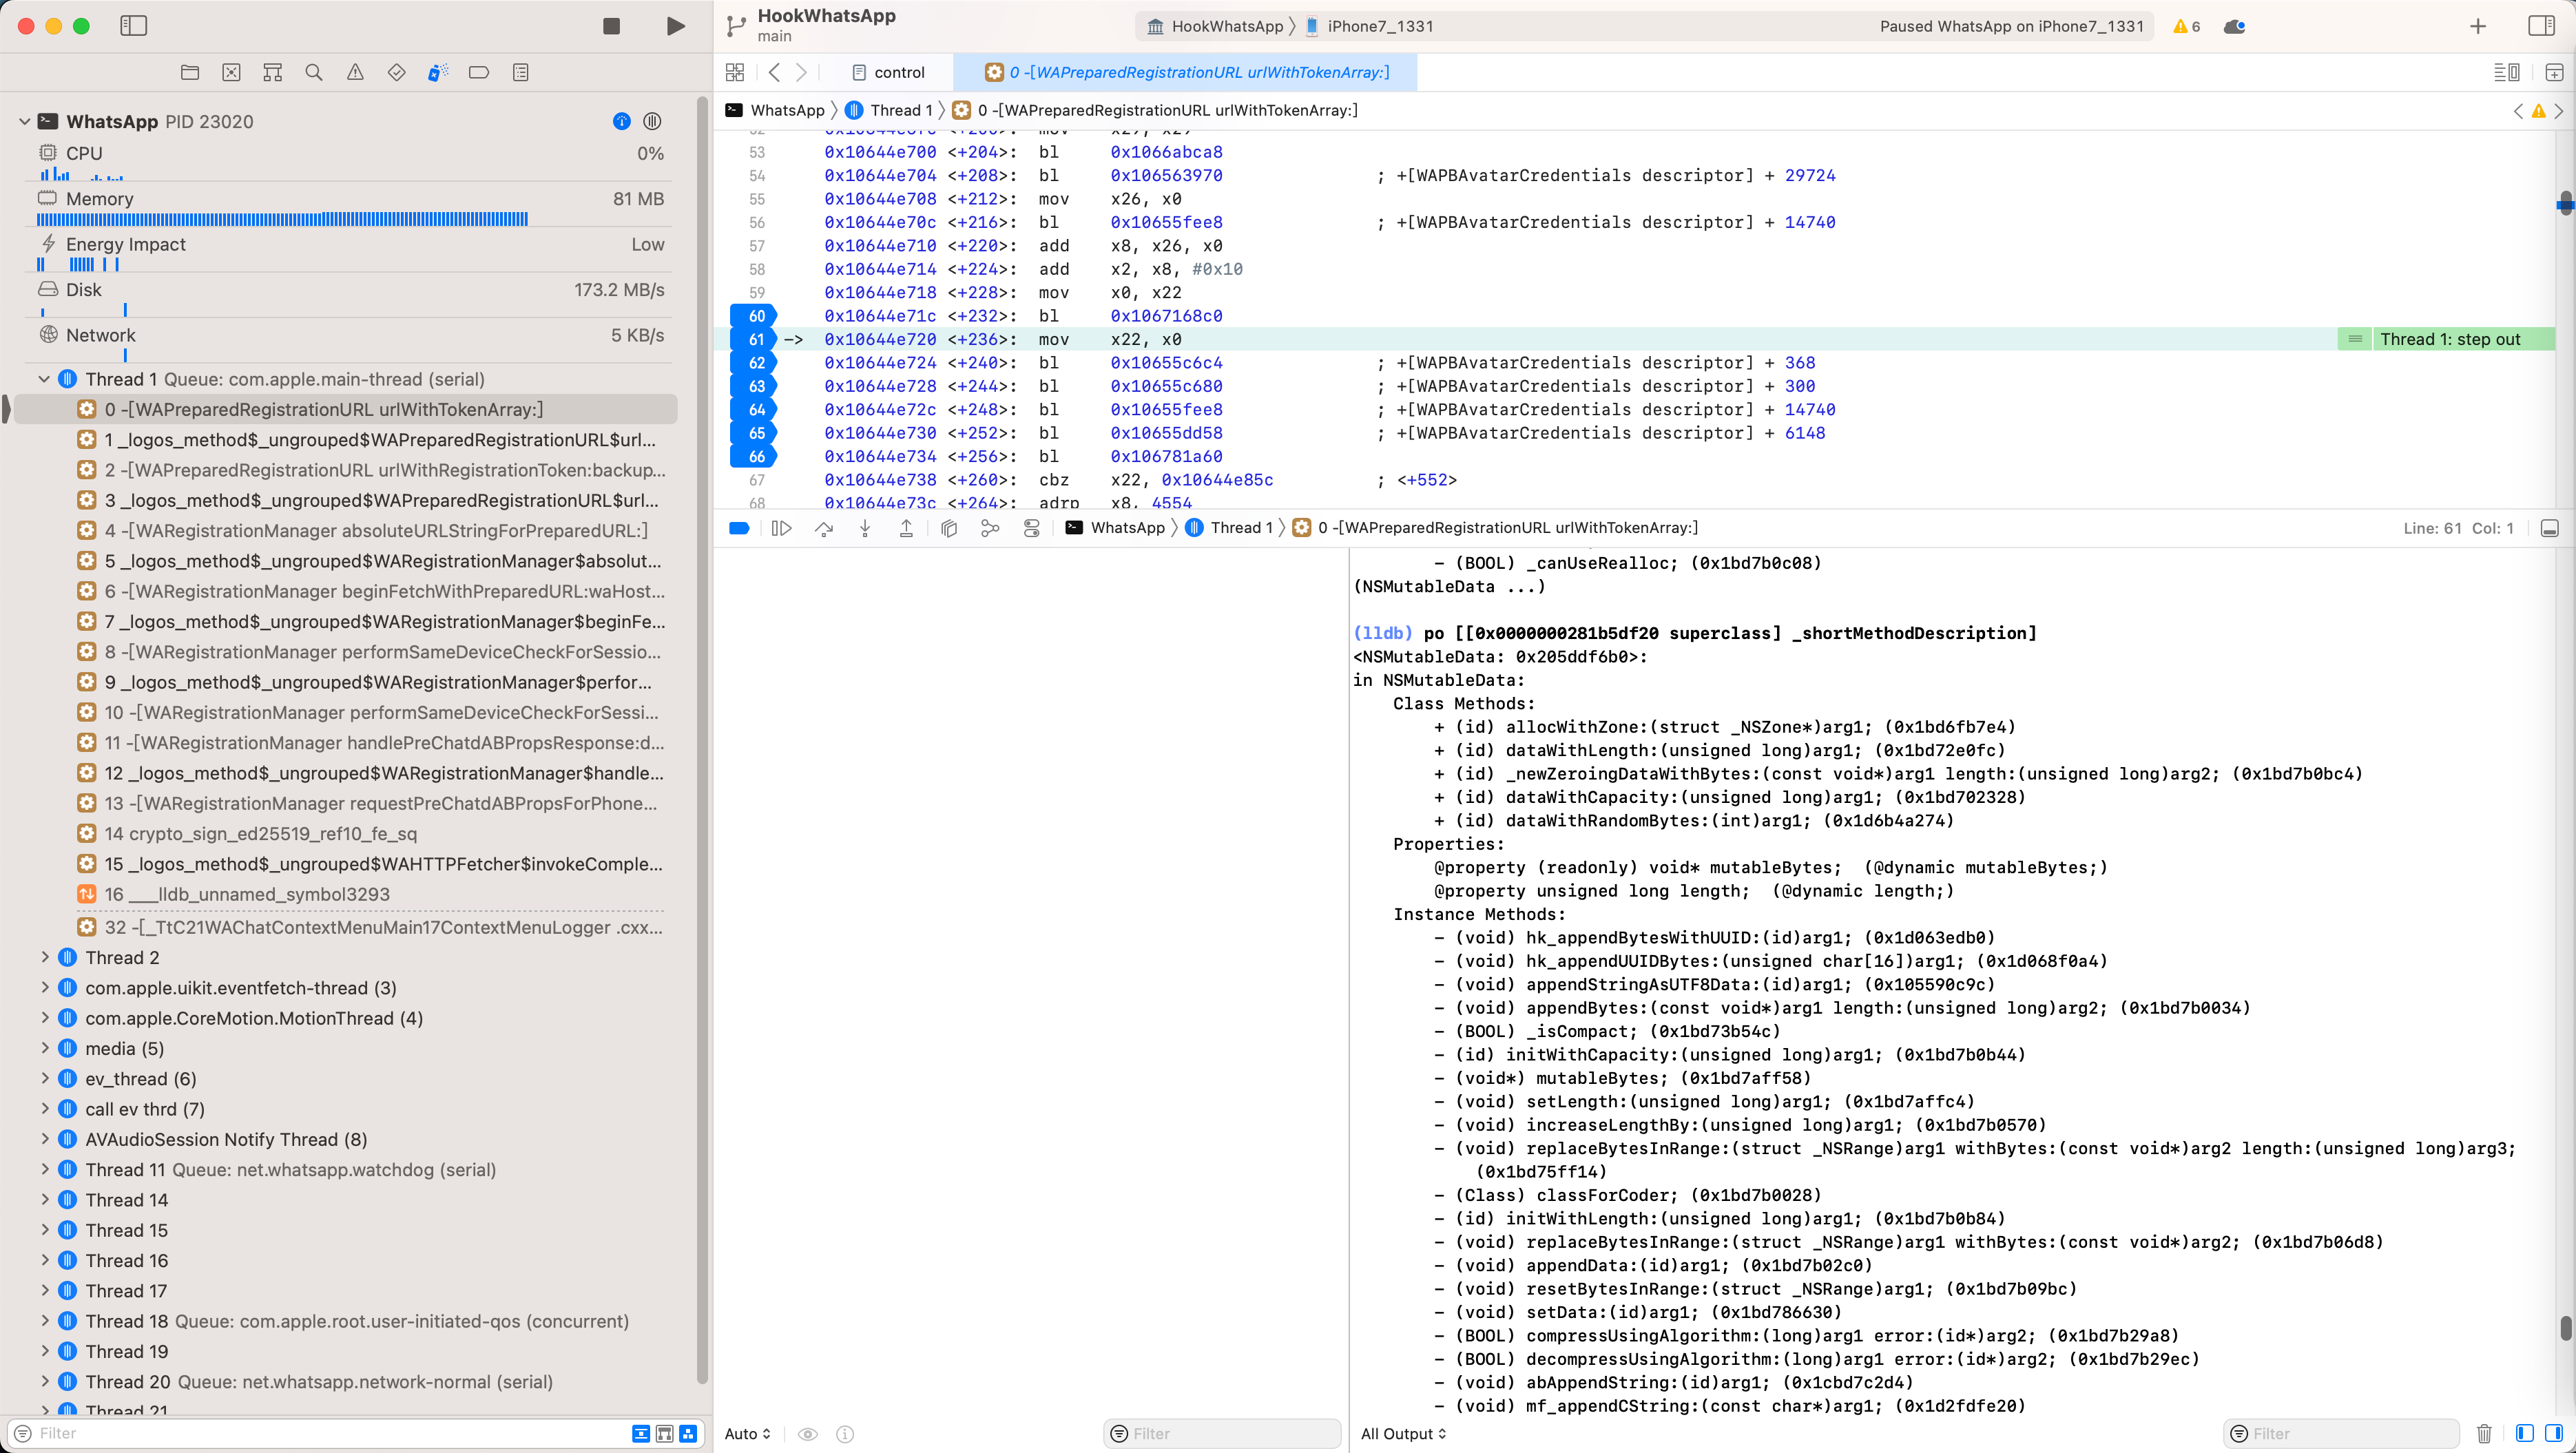 HookWhatsApp
main
HookWhatsApp
iPhone7_1331
Paused WhatsApp on iPhone7_1331
6
control
0 -[WAPreparedRegistrationURL urlWithTokenArray:]
WhatsApp PID 23020
CPU 0%
Memory 81 MB
Energy Impact Low
Disk 173.2 MB/s
Network 5 KB/s
Thread 1 Queue: com.apple.main-thread (serial)
0 -[WAPreparedRegistrationURL urlWithTokenArray:]
1 _logos_method$_ungrouped$WAPreparedRegistrationURL$url...
2 -[WAPreparedRegistrationURL urlWithRegistrationToken:backup...
3 _logos_method$_ungrouped$WAPreparedRegistrationURL$url...
4 -[WARegistrationManager absoluteURLStringForPreparedURL:]
5 _logos_method$_ungrouped$WARegistrationManager$absolut...
6 -[WARegistrationManager beginFetchWithPreparedURL:waHost...
7 _logos_method$_ungrouped$WARegistrationManager$beginFe...
8 -[WARegistrationManager performSameDeviceCheckForSessio...
9 _logos_method$_ungrouped$WARegistrationManager$perfor...
10 -[WARegistrationManager performSameDeviceCheckForSessi...
11 -[WARegistrationManager handlePreChatdABPropsResponse:d...
12 _logos_method$_ungrouped$WARegistrationManager$handle...
13 -[WARegistrationManager requestPreChatdABPropsForPhone...
14 crypto_sign_ed25519_ref10_fe_sq
15 _logos_method$_ungrouped$WAHTTPFetcher$invokeComple...
16 ___lldb_unnamed_symbol3293
32 -[_TtC21WAChatContextMenuMain17ContextMenuLogger .cxx...
Thread 2
com.apple.uikit.eventfetch-thread (3)
com.apple.CoreMotion.MotionThread (4)
media (5)
ev_thread (6)
call ev thrd (7)
AVAudioSession Notify Thread (8)
Thread 11 Queue: net.whatsapp.watchdog (serial)
Thread 14
Thread 15
Thread 16
Thread 17
Thread 18 Queue: com.apple.root.user-initiated-qos (concurrent)
Thread 19
Thread 20 Queue: net.whatsapp.network-normal (serial)
Thread 21
Filter
WhatsApp
Thread 1
0 -[WAPreparedRegistrationURL urlWithTokenArray:]
53 0x10644e700 <+204>: bl 0x1066abca8
54 0x10644e704 <+208>: bl 0x106563970 ; +[WAPBAvatarCredentials descriptor] + 29724
55 0x10644e708 <+212>: mov x26, x0
56 0x10644e70c <+216>: bl 0x10655fee8 ; +[WAPBAvatarCredentials descriptor] + 14740
57 0x10644e710 <+220>: add x8, x26, x0
58 0x10644e714 <+224>: add x2, x8, #0x10
59 0x10644e718 <+228>: mov x0, x22
60 0x10644e71c <+232>: bl 0x1067168c0
61 -> 0x10644e720 <+236>: mov x22, x0 Thread 1: step out
62 0x10644e724 <+240>: bl 0x10655c6c4 ; +[WAPBAvatarCredentials descriptor] + 368
63 0x10644e728 <+244>: bl 0x10655c680 ; +[WAPBAvatarCredentials descriptor] + 300
64 0x10644e72c <+248>: bl 0x10655fee8 ; +[WAPBAvatarCredentials descriptor] + 14740
65 0x10644e730 <+252>: bl 0x10655dd58 ; +[WAPBAvatarCredentials descriptor] + 6148
66 0x10644e734 <+256>: bl 0x106781a60
67 0x10644e738 <+260>: cbz x22, 0x10644e85c ; <+552>
68 0x10644e73c <+264>: adrp x8, 4554
WhatsApp
Thread 1
0 -[WAPreparedRegistrationURL urlWithTokenArray:]
Line: 61 Col: 1
- (BOOL) _canUseRealloc; (0x1bd7b0c08)
(NSMutableData ...)
(lldb) po [[0x0000000281b5df20 superclass] _shortMethodDescription]
<NSMutableData: 0x205ddf6b0>:
in NSMutableData:
Class Methods:
+ (id) allocWithZone:(struct _NSZone*)arg1; (0x1bd6fb7e4)
+ (id) dataWithLength:(unsigned long)arg1; (0x1bd72e0fc)
+ (id) _newZeroingDataWithBytes:(const void*)arg1 length:(unsigned long)arg2; (0x1bd7b0bc4)
+ (id) dataWithCapacity:(unsigned long)arg1; (0x1bd702328)
+ (id) dataWithRandomBytes:(int)arg1; (0x1d6b4a274)
Properties:
@property (readonly) void* mutableBytes;  (@dynamic mutableBytes;)
@property unsigned long length;  (@dynamic length;)
Instance Methods:
- (void) hk_appendBytesWithUUID:(id)arg1; (0x1d063edb0)
- (void) hk_appendUUIDBytes:(unsigned char[16])arg1; (0x1d068f0a4)
- (void) appendStringAsUTF8Data:(id)arg1; (0x105590c9c)
- (void) appendBytes:(const void*)arg1 length:(unsigned long)arg2; (0x1bd7b0034)
- (BOOL) _isCompact; (0x1bd73b54c)
- (id) initWithCapacity:(unsigned long)arg1; (0x1bd7b0b44)
- (void*) mutableBytes; (0x1bd7aff58)
- (void) setLength:(unsigned long)arg1; (0x1bd7affc4)
- (void) increaseLengthBy:(unsigned long)arg1; (0x1bd7b0570)
- (void) replaceBytesInRange:(struct _NSRange)arg1 withBytes:(const void*)arg2 length:(unsigned long)arg3;
(0x1bd75ff14)
- (Class) classForCoder; (0x1bd7b0028)
- (id) initWithLength:(unsigned long)arg1; (0x1bd7b0b84)
- (void) replaceBytesInRange:(struct _NSRange)arg1 withBytes:(const void*)arg2; (0x1bd7b06d8)
- (void) appendData:(id)arg1; (0x1bd7b02c0)
- (void) resetBytesInRange:(struct _NSRange)arg1; (0x1bd7b09bc)
- (void) setData:(id)arg1; (0x1bd786630)
- (BOOL) compressUsingAlgorithm:(long)arg1 error:(id*)arg2; (0x1bd7b29a8)
- (BOOL) decompressUsingAlgorithm:(long)arg1 error:(id*)arg2; (0x1bd7b29ec)
- (void) abAppendString:(id)arg1; (0x1cbd7c2d4)
- (void) mf_appendCString:(const char*)arg1; (0x1d2fdfe20)
Auto
Filter
All Output
Filter